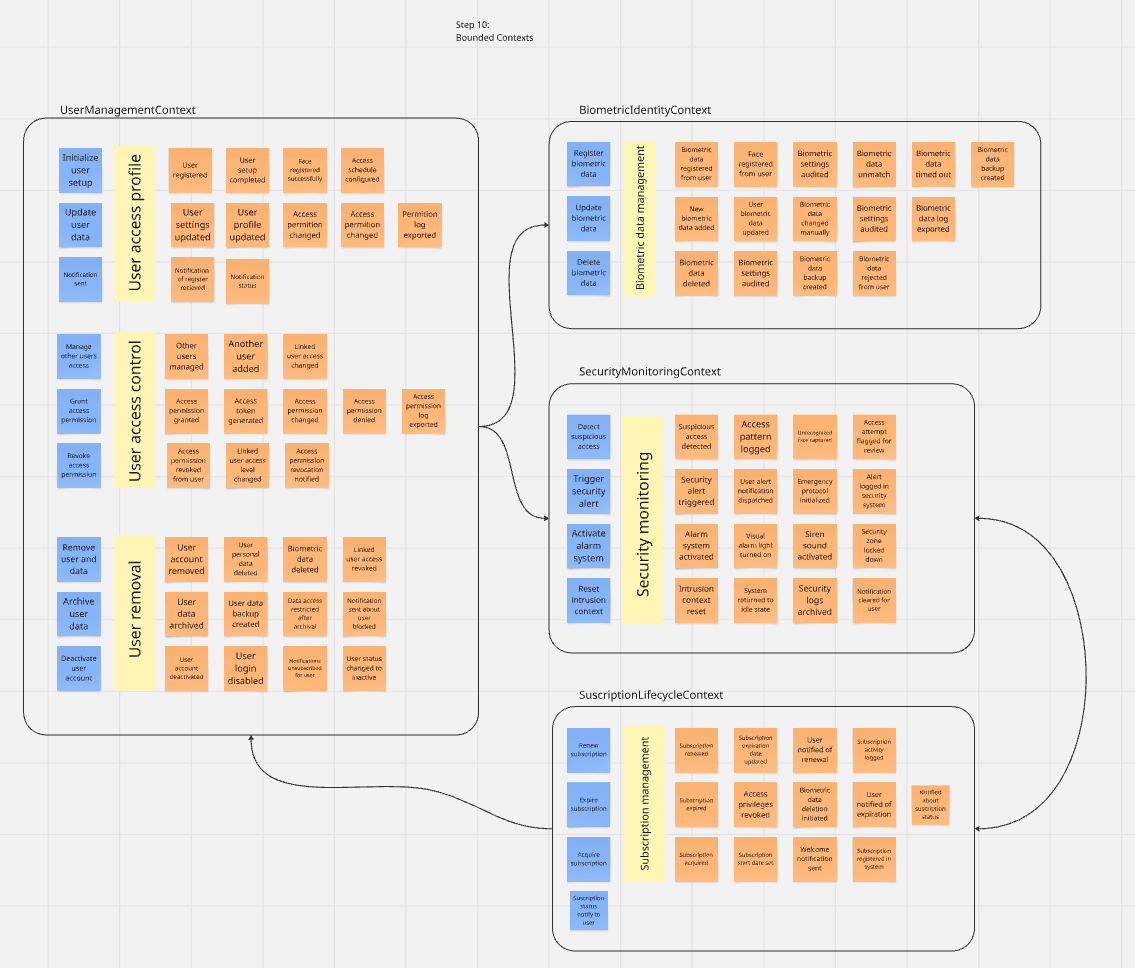 Step 10:
Bounded Contexts
UserManagementContext
Initialize
user
setup
User access profile
User
registered
User
setup
completed
Face
registered
successfully
Access
schedule
configured
Update
user
data
User
settings
updated
User
profile
updated
Access
permition
changed
Access
permition
changed
Permition
log
exported
Notification
sent
Notification
of register
recieved
Notification
status
Manage
other users
access
User access control
Other
users
managed
Another
user
added
Linked
user access
changed
Grunt
access
permission
Access
permission
granted
Access
token
generated
Access
permission
changed
Access
permission
denied
Access
permission
log
exported
Revoke
access
permission
Access
permission
revoked
from user
Linked
user access
level
changed
Access
permission
revocation
notified
Remove
user and
data
User removal
User
account
removed
User
personal
data
deleted
Biometric
data
deleted
Linked
user access
revoked
Archive
user
data
User
data
archived
User data
backup
created
Data access
restricted
after
archival
Notification
sent about
user
blocked
Deactivate
user
account
User
account
deactivated
User
login
disabled
Notifications
unsubscribed
for user
User status
changed to
inactive
BiometricIdentityContext
Register
biometric
data
Biometric data management
Biometric
data
registered
from user
Face
registered
from user
Biometric
settings
audited
Biometric
data
unmatch
Biometric
data
timed out
Biometric
data
backup
created
Update
biometric
data
New
biometric
data added
User
biometric
data
updated
Biometric
data
changed
manually
Biometric
settings
audited
Biometric
data log
exported
Delete
biometric
data
Biometric
data
deleted
Biometric
settings
audited
Biometric
data
backup
created
Biometric
data
rejected
from user
SecurityMonitoringContext
Detect
suspicious
access
Security monitoring
Suspicious
access
detected
Access
pattern
logged
Unrecognized
face captured
Access
attempt
flagged for
review
Trigger
security
alert
Security
alert
triggered
User alert
notification
dispatched
Emergency
protocol
initialized
Alert
logged in
security
system
Activate
alarm
system
Alarm
system
activated
Visual
alarm light
turned on
Siren
sound
activated
Security
zone
locked
down
Reset
intrusion
context
Intrusion
context
reset
System
returned to
idle state
Security
logs
archived
Notification
cleared for
user
SuscriptionLifecycleContext
Renew
subscription
Subscription management
Subscription
renewed
Subscription
expiration
date
updated
User
notified of
renewal
Subscription
activity
logged
Expire
subscription
Subscription
expired
Access
privileges
revoked
Biometric
data
deletion
initiated
User
notified of
expiration
Notified
about
suscription
status
Acquire
subscription
Subscription
acquired
Subscription
start date set
Welcome
notification
sent
Subscription
registered in
system
Suscription
status
notify to
user